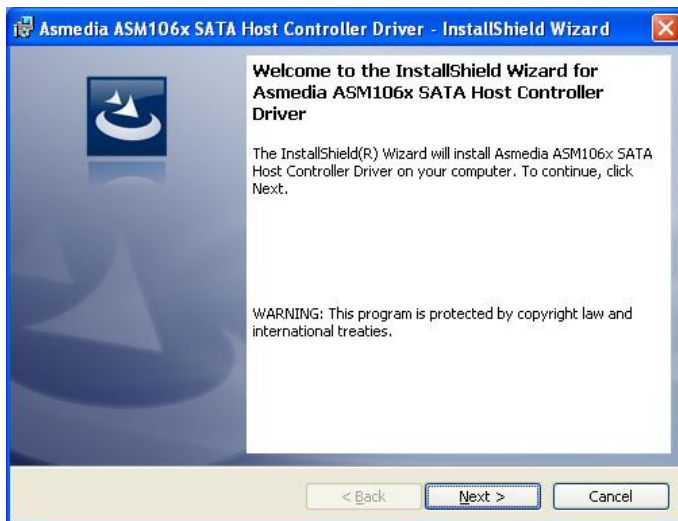 Asmedia ASM106x SATA Host Controller Driver - InstallShield Wizard
Welcome to the InstallShield Wizard for
Asmedia ASM106x SATA Host Controller
Driver
The InstallShield(R) Wizard will install Asmedia ASM106x SATA
Host Controller Driver on your computer. To continue, click
Next.
WARNING: This program is protected by copyright law and
international treaties.
< Back
Next >
Cancel